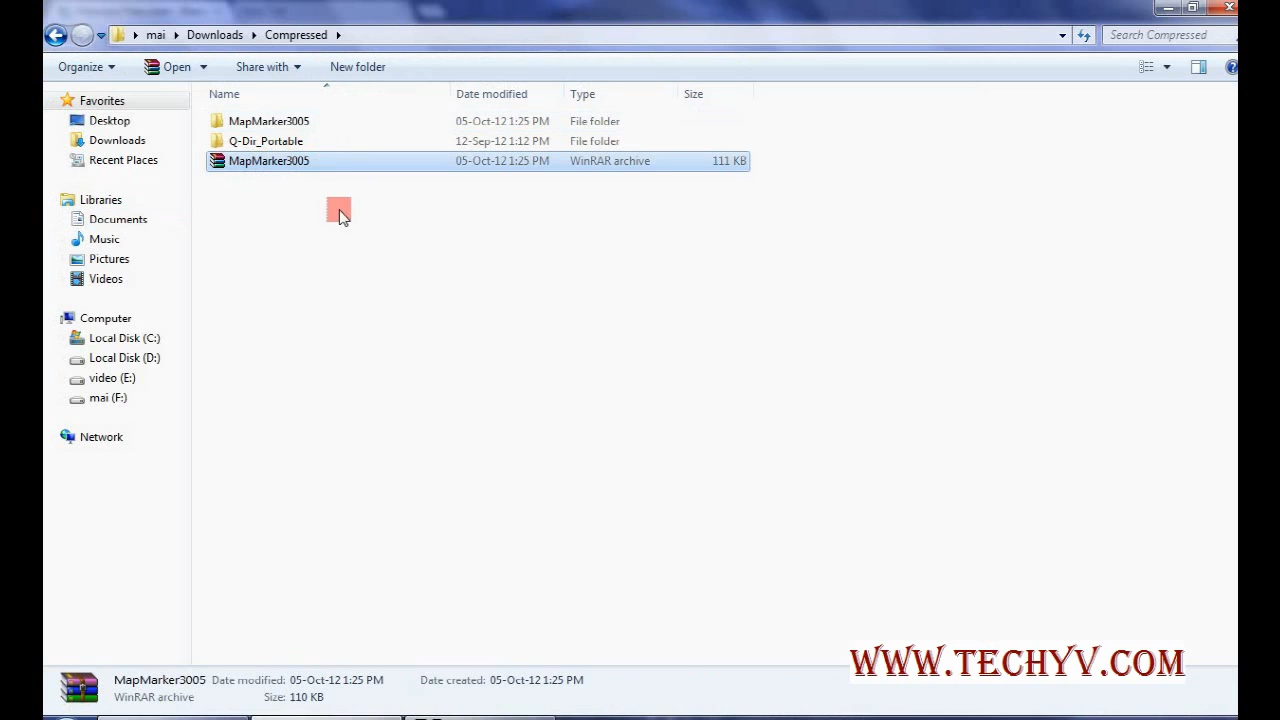 mai Downloads Compressed Search Compressed
Organize Open Share with New folder
Name Date modified Type Size
Favorites
Desktop
Downloads
Recent Places
Libraries
Documents
Music
Pictures
Videos
Computer
Local Disk (C:)
Local Disk (D:)
video (E:)
mai (F:)
Network
MapMarker3005 05-Oct-12 1:25 PM File folder
Q-Dir_Portable 12-Sep-12 1:12 PM File folder
MapMarker3005 05-Oct-12 1:25 PM WinRAR archive 111 KB
MapMarker3005 Date modified: 05-Oct-12 1:25 PM Date created: 05-Oct-12 1:25 PM
WinRAR archive Size: 110 KB
WWW.TECHYV.COM